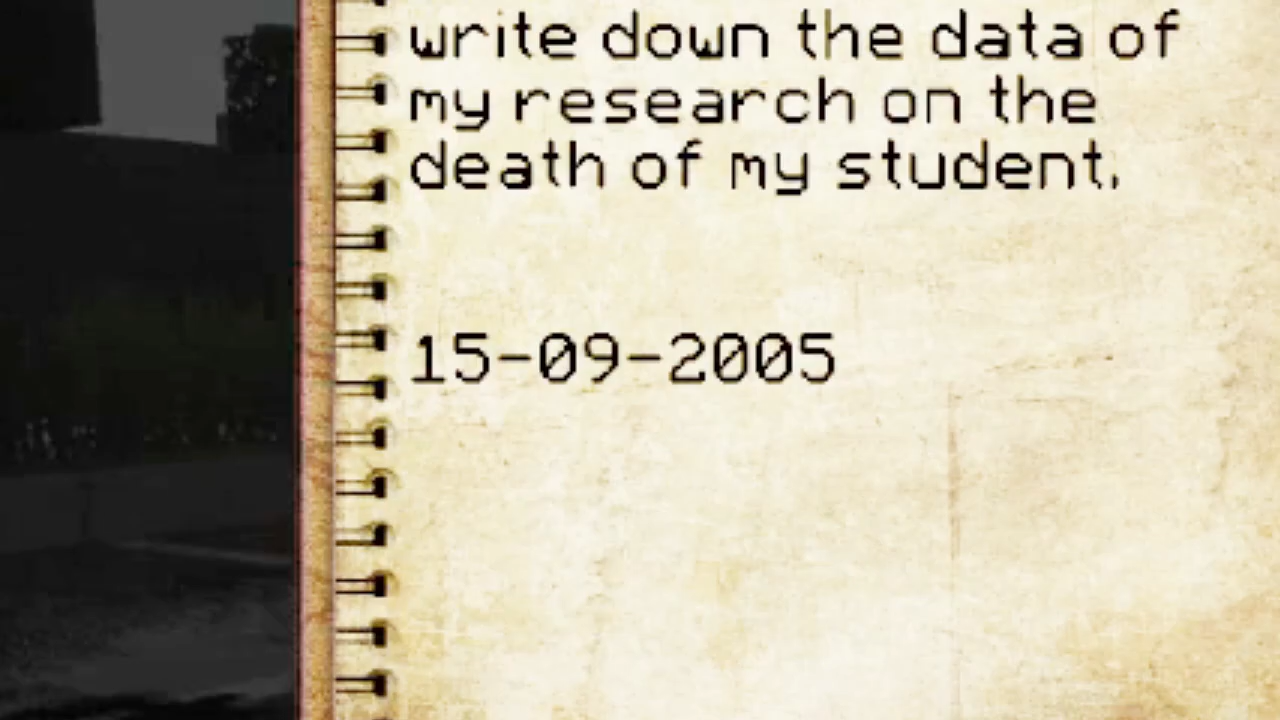 write down the data of
my research on the
death of my student.
15-09-2005